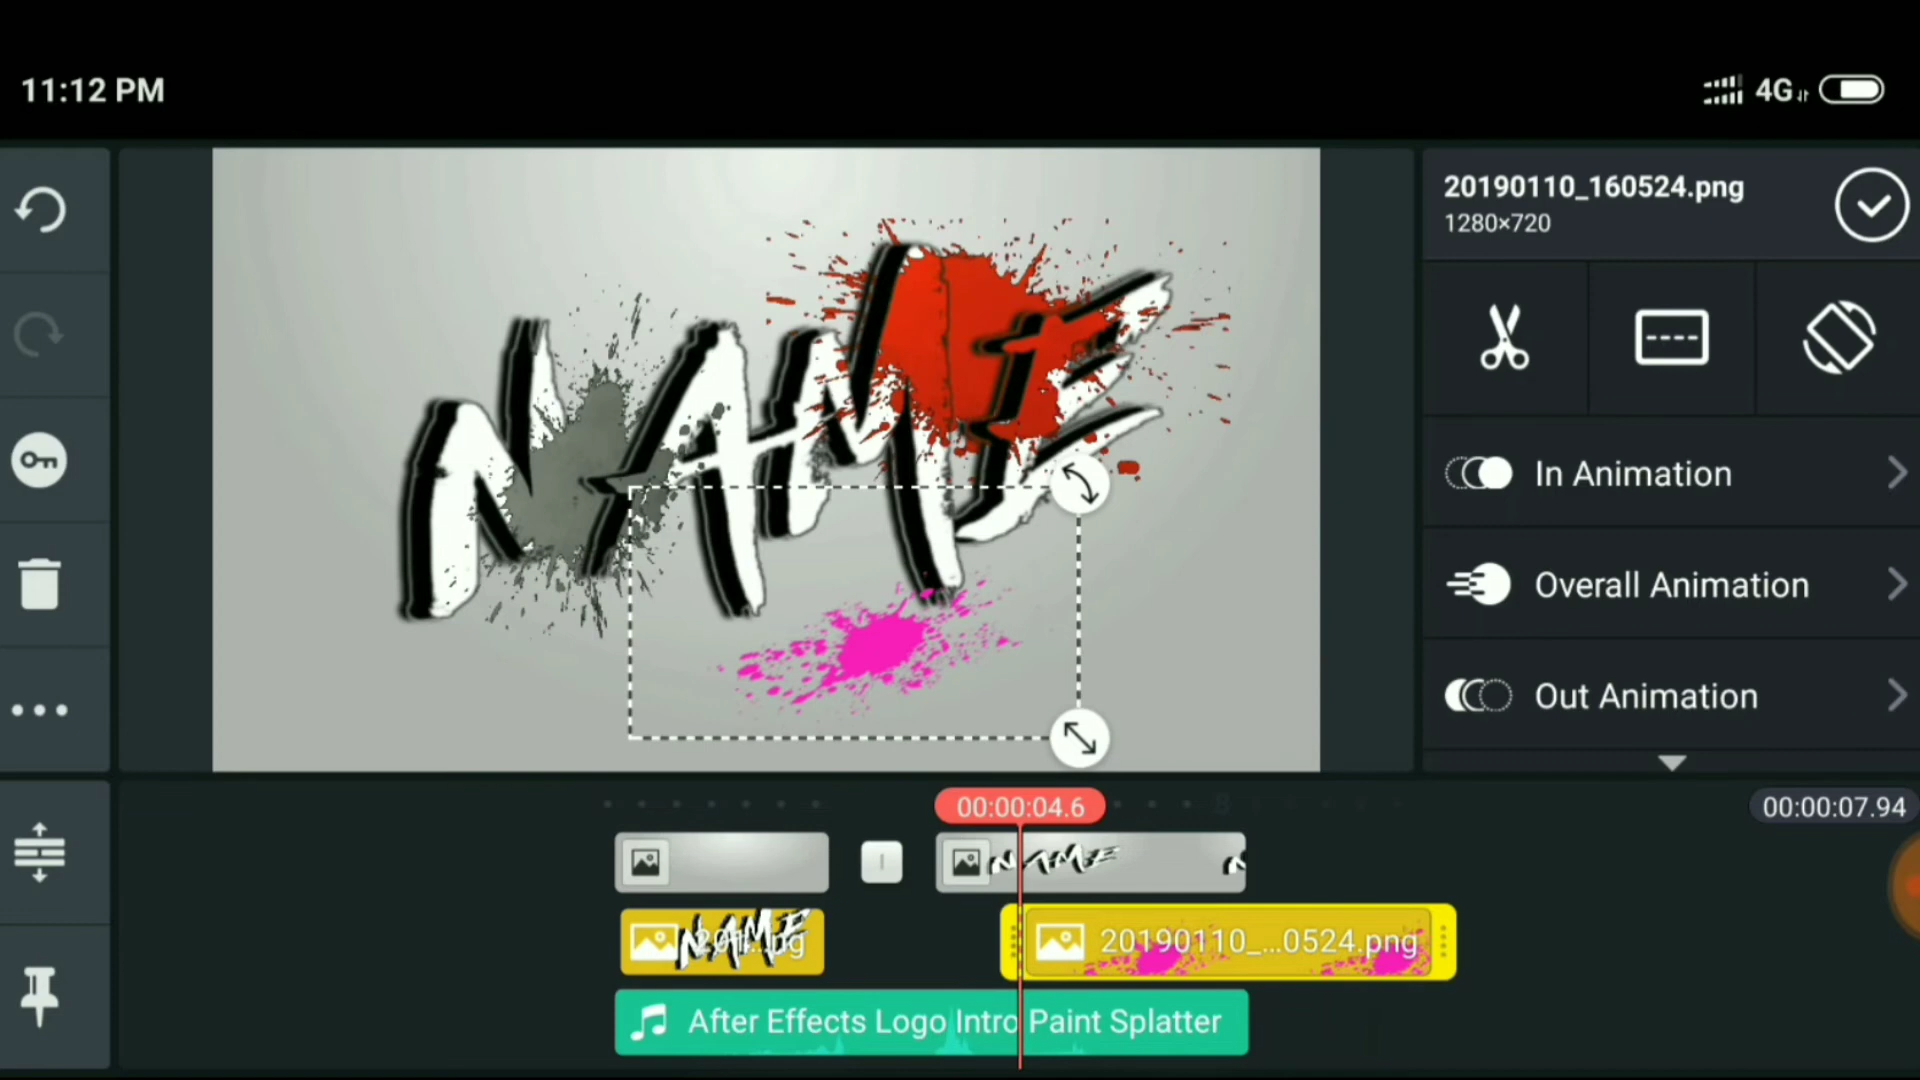 11:12 PM
4G
20190110_160524.png
1280×720
NAME
In Animation
Overall Animation
Out Animation
00:00:04.6
00:00:07.94
NAME
NAME
20190110_...0524.png
After Effects Logo Intro Paint Splatter